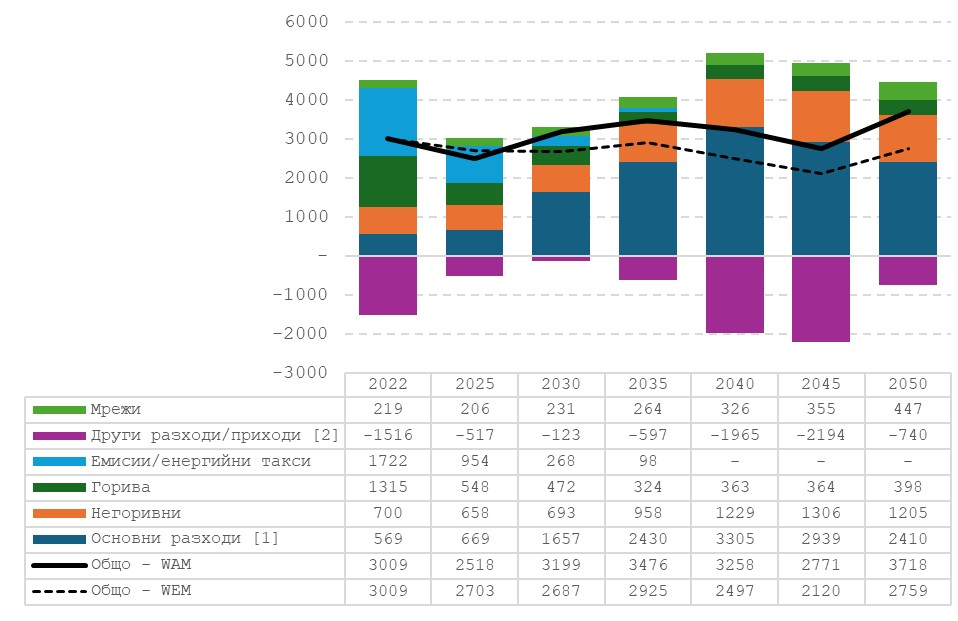 6000
5000
4000
3000
2000
1000
-
-1000
-2000
-3000
2022 2025 2030 2035 2040 2045 2050
Мрежи 219 206 231 264 326 355 447
Други разходи/приходи [2] -1516 -517 -123 -597 -1965 -2194 -740
Емисии/енергийни такси 1722 954 268 98 - - -
Горива 1315 548 472 324 363 364 398
Негоривни 700 658 693 958 1229 1306 1205
Основни разходи [1] 569 669 1657 2430 3305 2939 2410
Общо - WAM 3009 2518 3199 3476 3258 2771 3718
Общо - WEM 3009 2703 2687 2925 2497 2120 2759